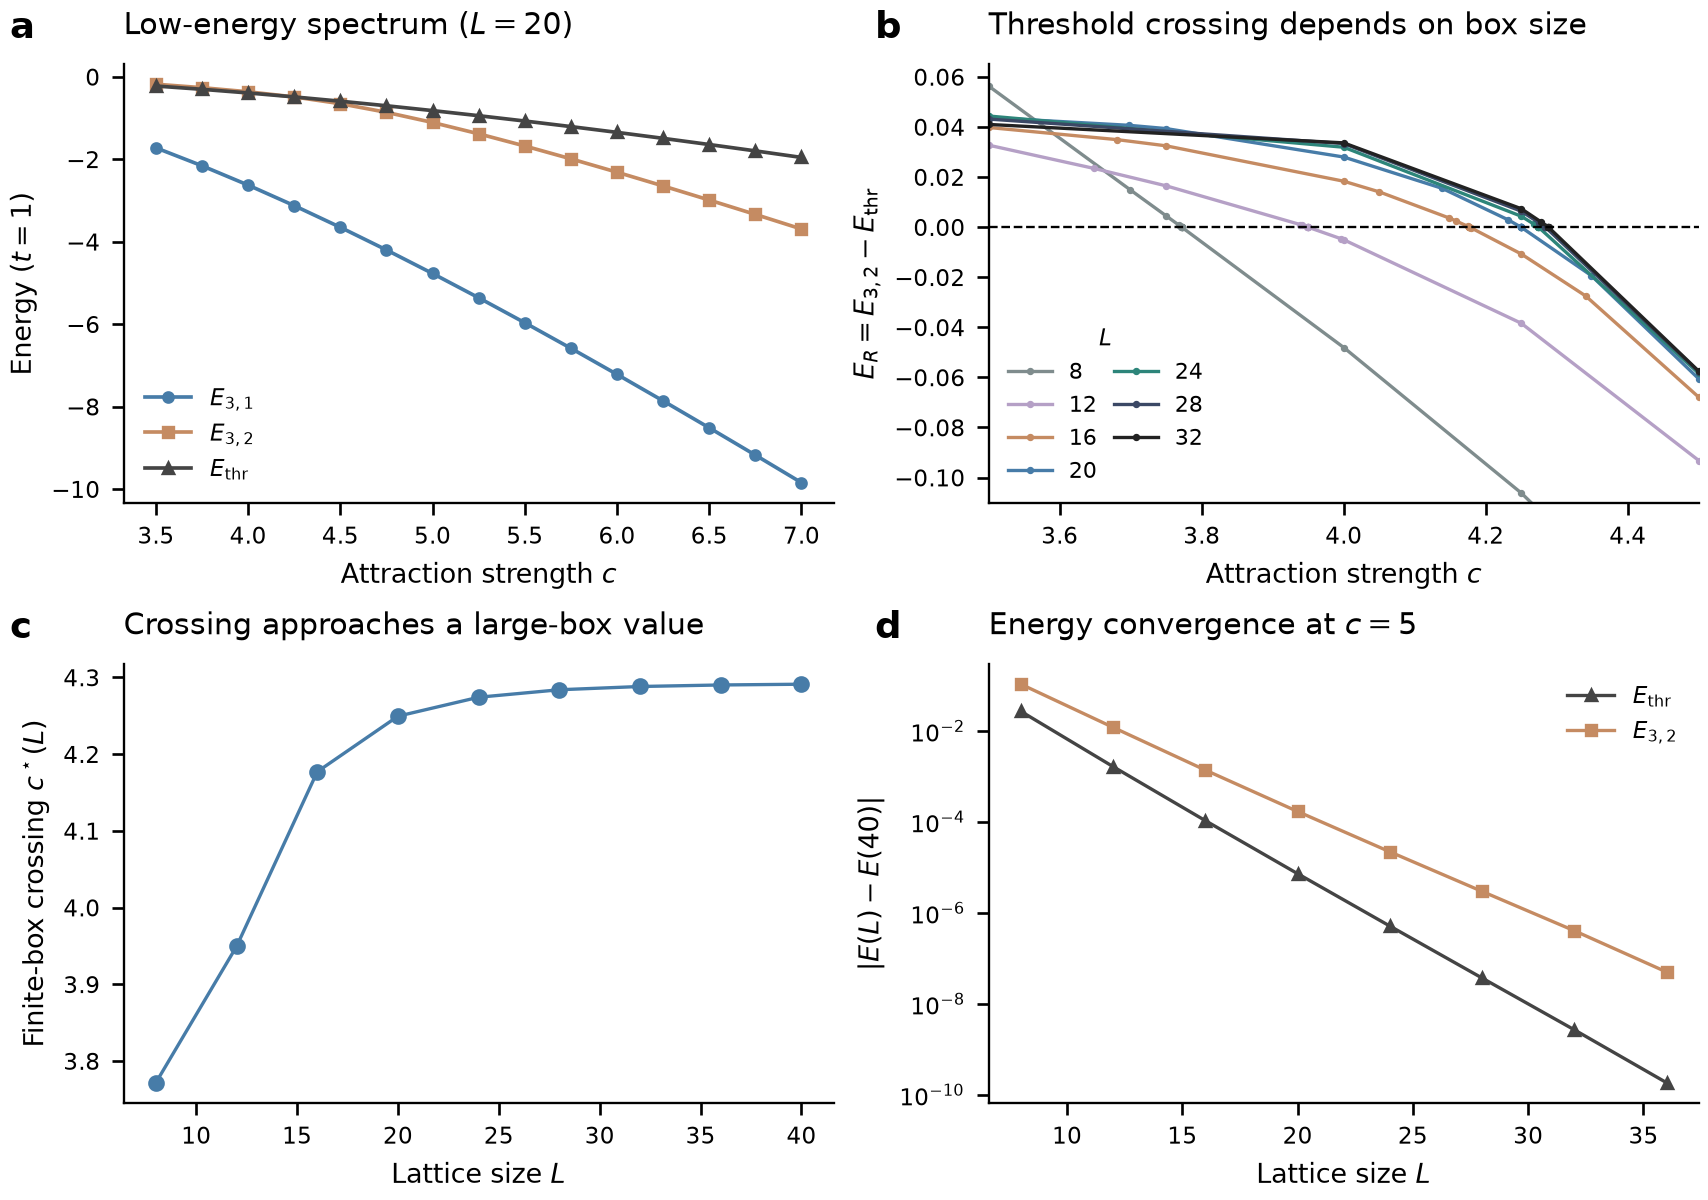 a Low-energy spectrum (L = 20)
Energy (t = 1)
0
−2
−4
−6
−8
−10
E3,1
E3,2
Ethr
3.5 4.0 4.5 5.0 5.5 6.0 6.5 7.0
Attraction strength c
b Threshold crossing depends on box size
E_R = E3,2 − Ethr
0.06
0.04
0.02
0.00
−0.02
−0.04
−0.06
−0.08
−0.10
L
8 24
12 28
16 32
20
3.6 3.8 4.0 4.2 4.4
Attraction strength c
c Crossing approaches a large-box value
Finite-box crossing c⋆(L)
4.3
4.2
4.1
4.0
3.9
3.8
10 15 20 25 30 35 40
Lattice size L
d Energy convergence at c = 5
|E(L) − E(40)|
10⁻²
10⁻⁴
10⁻⁶
10⁻⁸
10⁻¹⁰
Ethr
E3,2
10 15 20 25 30 35
Lattice size L